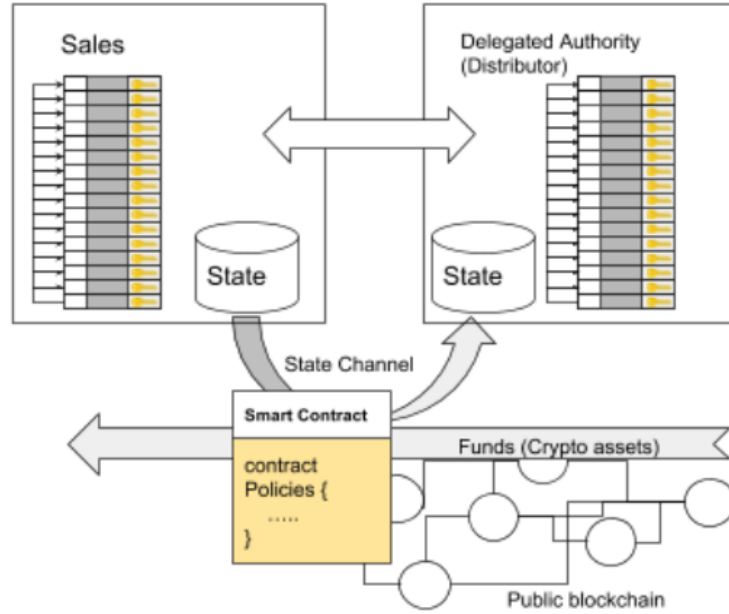 Sales
Delegated Authority
(Distributor)
State
State
State Channel
Smart Contract
Funds (Crypto assets)
contract
Policies {
.....
}
Public blockchain